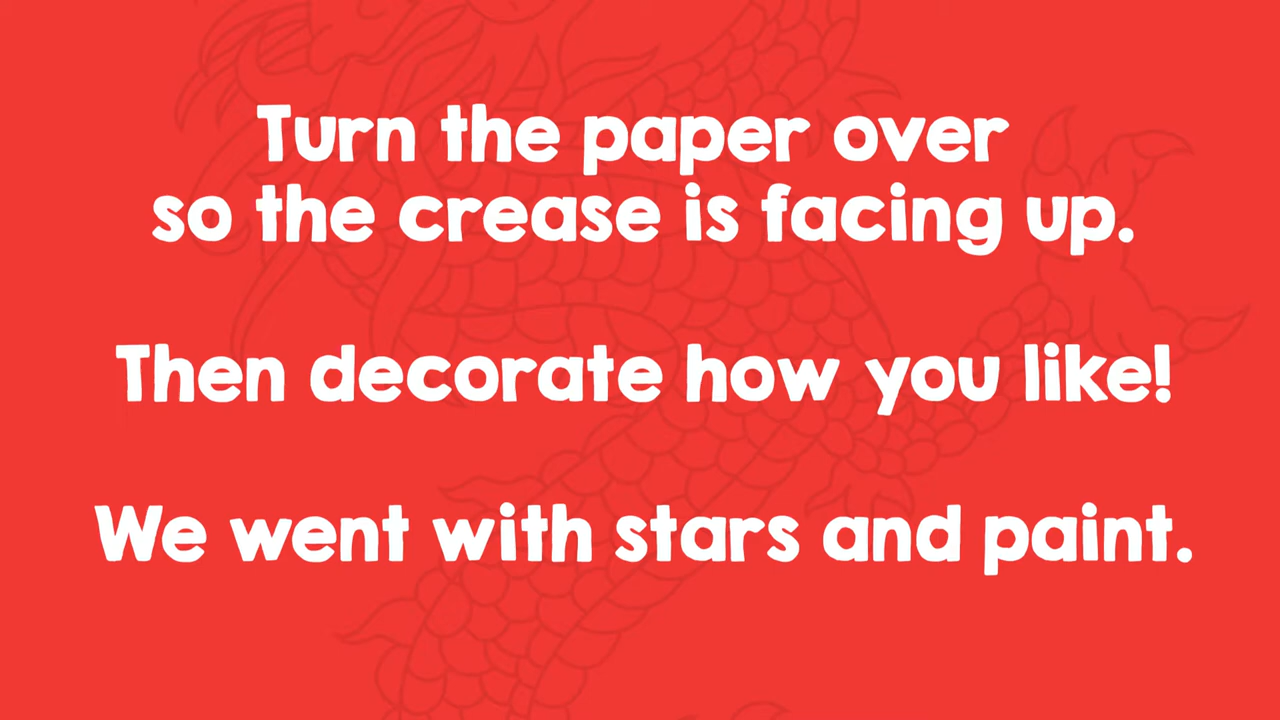 Turn the paper over
so the crease is facing up.
Then decorate how you like!
We went with stars and paint.